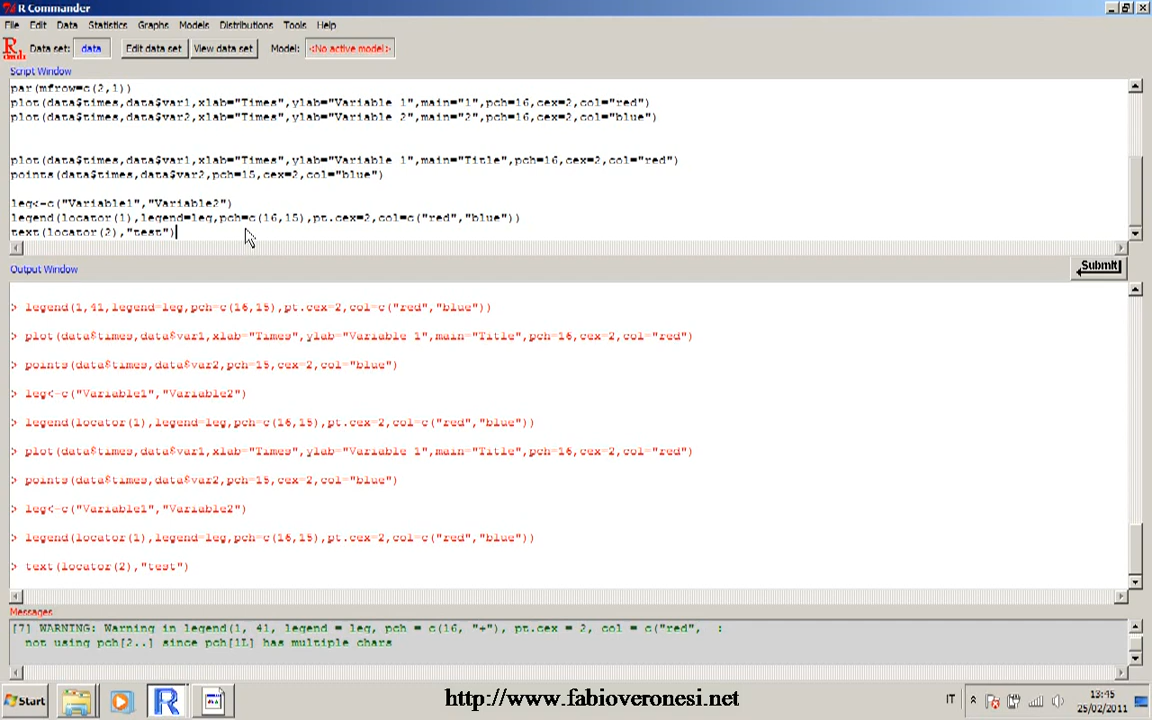 R Commander
File Edit Data Statistics Graphs Models Distributions Tools Help
R cmdr Data set: data Edit data set View data set Model: <No active model>
Script Window
par(mfrow=c(2,1))
plot(data$times,data$var1,xlab="Times",ylab="Variable 1",main="1",pch=16,cex=2,col="red")
plot(data$times,data$var2,xlab="Times",ylab="Variable 2",main="2",pch=16,cex=2,col="blue")
plot(data$times,data$var1,xlab="Times",ylab="Variable 1",main="Title",pch=16,cex=2,col="red")
points(data$times,data$var2,pch=15,cex=2,col="blue")
leg<-c("Variable1","Variable2")
legend(locator(1),legend=leg,pch=c(16,15),pt.cex=2,col=c("red","blue"))
text(locator(2),"test")
Output Window
Submit
> legend(1,41,legend=leg,pch=c(16,15),pt.cex=2,col=c("red","blue"))
> plot(data$times,data$var1,xlab="Times",ylab="Variable 1",main="Title",pch=16,cex=2,col="red")
> points(data$times,data$var2,pch=15,cex=2,col="blue")
> leg<-c("Variable1","Variable2")
> legend(locator(1),legend=leg,pch=c(16,15),pt.cex=2,col=c("red","blue"))
> plot(data$times,data$var1,xlab="Times",ylab="Variable 1",main="Title",pch=16,cex=2,col="red")
> points(data$times,data$var2,pch=15,cex=2,col="blue")
> leg<-c("Variable1","Variable2")
> legend(locator(1),legend=leg,pch=c(16,15),pt.cex=2,col=c("red","blue"))
> text(locator(2),"test")
Messages
[7] WARNING: Warning in legend(1, 41, legend = leg, pch = c(16, "+"), pt.cex = 2, col = c("red",  :
not using pch[2..] since pch[1L] has multiple chars
Start
http://www.fabioveronesi.net
IT
13:45
25/02/2011